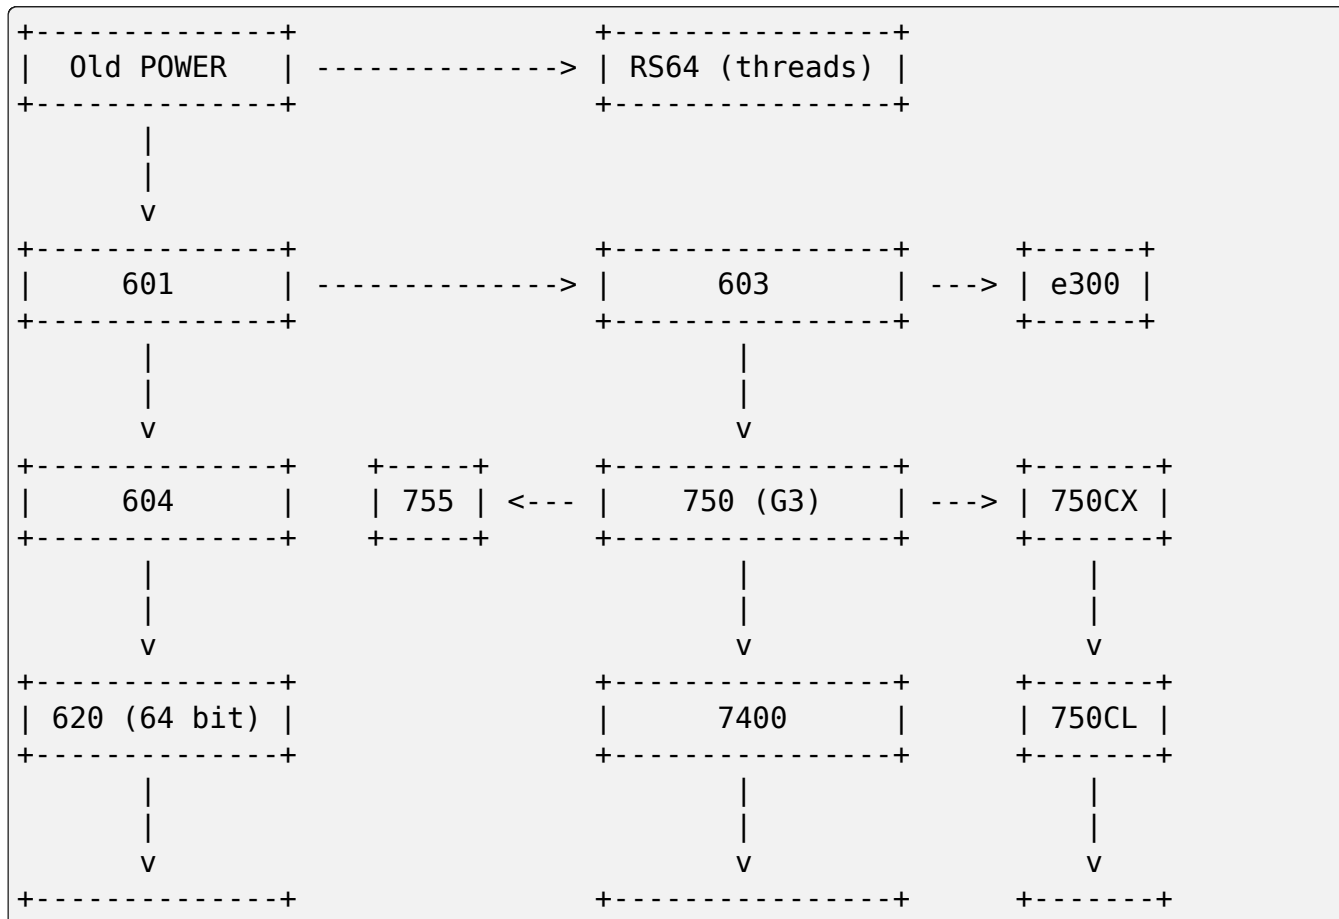 +--------------+                 +----------------+
|  Old POWER   | --------------> | RS64 (threads) |
+--------------+                 +----------------+
       |
       |
       v
+--------------+                 +----------------+      +------+
|     601      | --------------> |      603       | ---> | e300 |
+--------------+                 +----------------+      +------+
       |                                 |
       |                                 |
       v                                 v
+--------------+    +-----+      +----------------+      +-------+
|     604      |    | 755 | <--- |    750 (G3)    | ---> | 750CX |
+--------------+    +-----+      +----------------+      +-------+
       |                                 |                   |
       |                                 |                   |
       v                                 v                   v
+--------------+                 +----------------+      +-------+
| 620 (64 bit) |                 |      7400      |      | 750CL |
+--------------+                 +----------------+      +-------+
       |                                 |                   |
       |                                 |                   |
       v                                 v                   v
+--------------+                 +----------------+      +-------+